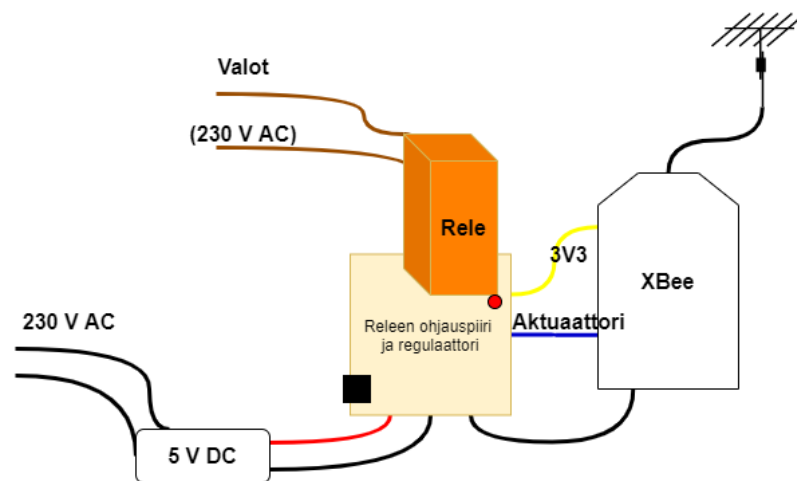 Valot
(230 V AC)
Rele
3V3
XBee
Releen ohjauspiiri
ja regulaattori
Aktuaattori
230 V AC
5 V DC